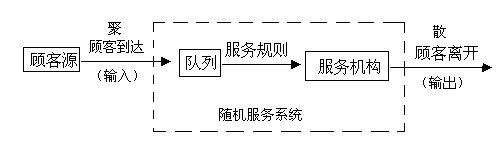 聚
顾客到达
(输入)
顾客源
队列
服务规则
服务机构
随机服务系统
散
顾客离开
(输出)